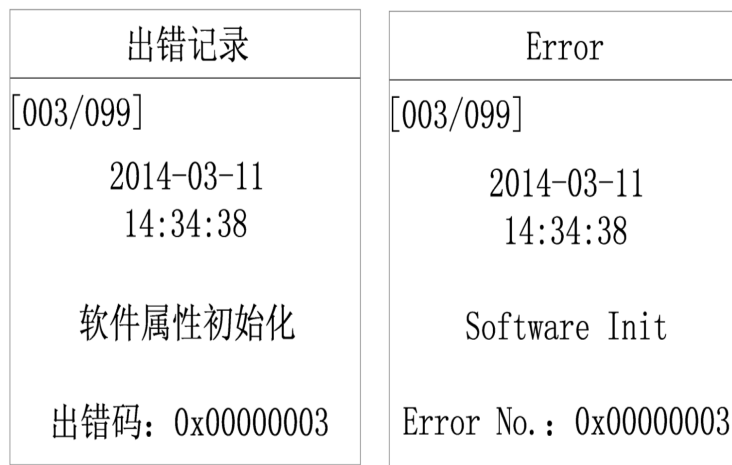 出错记录
[003/099]
2014-03-11
14:34:38
软件属性初始化
出错码：0x00000003
Error
[003/099]
2014-03-11
14:34:38
Software Init
Error No.：0x00000003